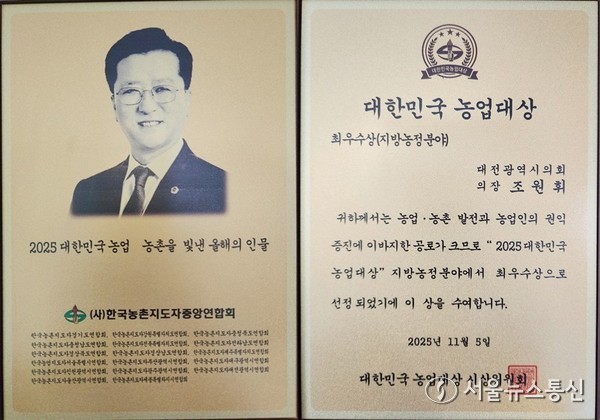 2025 대한민국 농업 농촌을 빛낸 올해의 인물
(사)한국농촌지도자중앙연합회
대한민국농업대상
대한민국 농업대상
최우수상(지방농정분야)
대전광역시의회
의장 조원휘
귀하께서는 농업·농촌 발전과 농업인의 권익
증진에 이바지한 공로가 크므로 “ 2025대한민국
농업대상” 지방농정분야에서 최우수상으로
선정 되었기에 이 상을 수여합니다.
2025년 11월 5일
대한민국 농업대상 시상위원회
서울뉴스통신